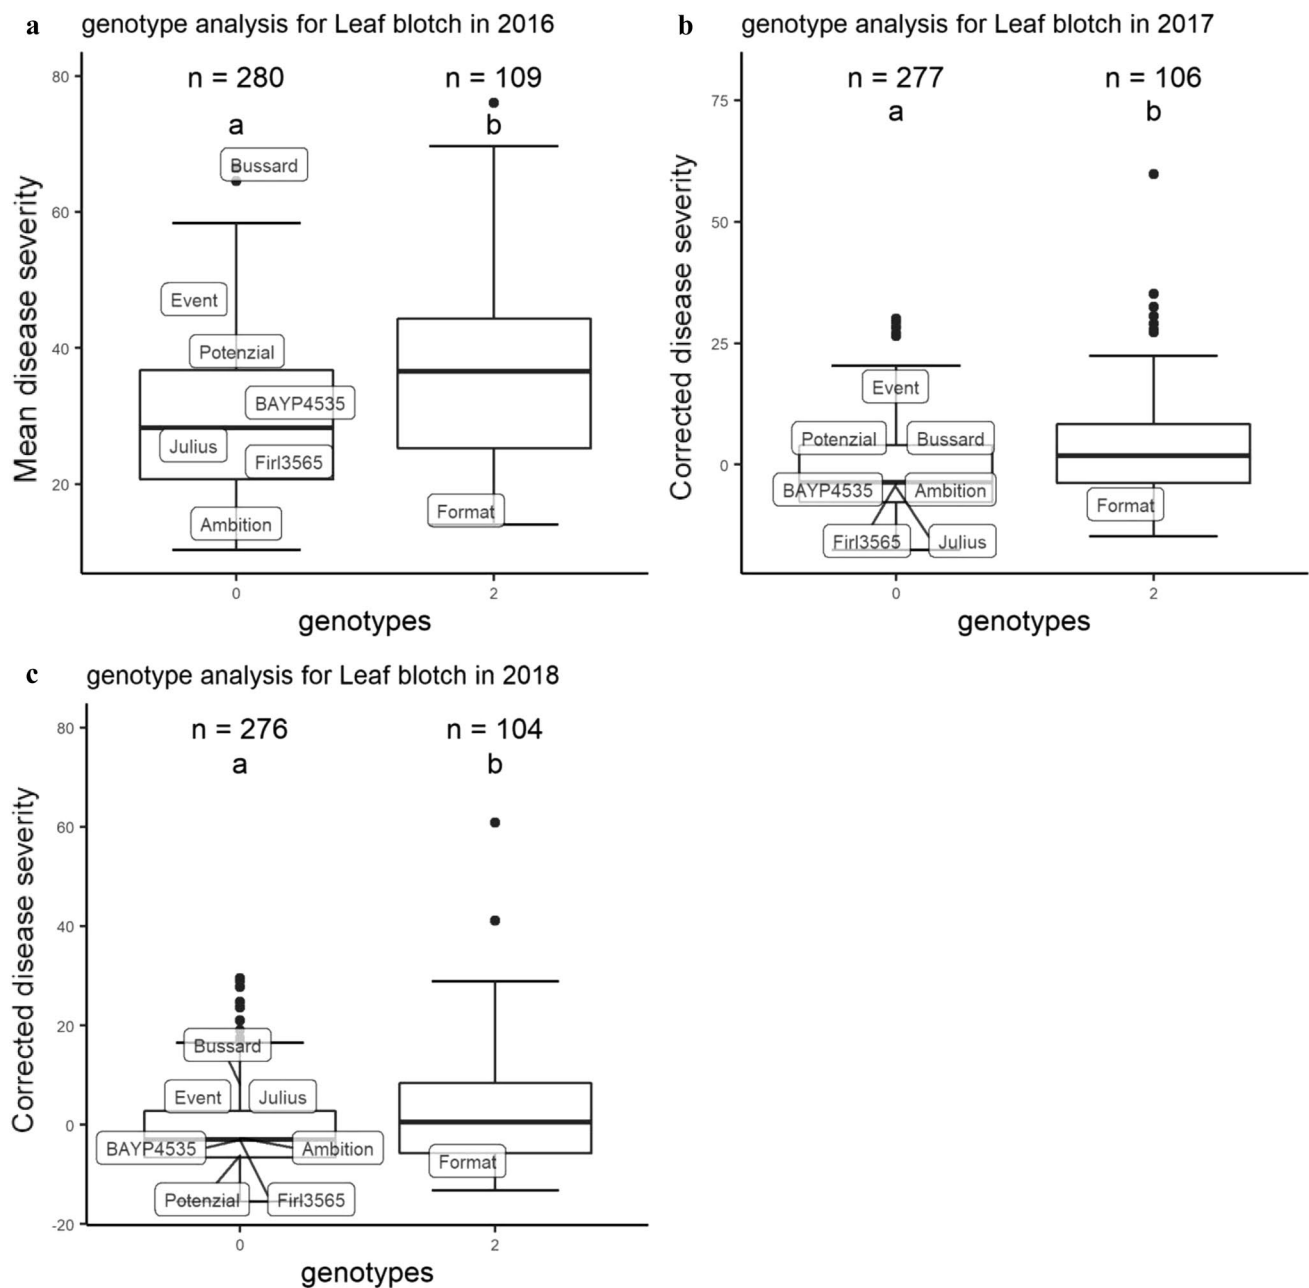 a genotype analysis for Leaf blotch in 2016
n = 280 n = 109
a b
Bussard
Event
Potenzial
BAYP4535
Julius
Firl3565
Ambition
Format
Mean disease severity
80
60
40
20
0 2
genotypes
b genotype analysis for Leaf blotch in 2017
n = 277 n = 106
a b
Event
Potenzial Bussard
BAYP4535 Ambition
Firl3565 Julius
Format
Corrected disease severity
75
50
25
0
0 2
genotypes
c genotype analysis for Leaf blotch in 2018
n = 276 n = 104
a b
Bussard
Event Julius
BAYP4535 Ambition
Potenzial Firl3565
Format
Corrected disease severity
80
60
40
20
0
-20
0 2
genotypes